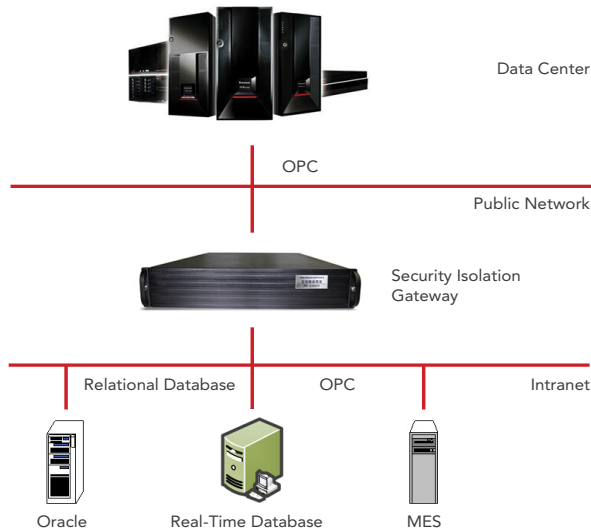 Data Center
OPC
Public Network
Security Isolation
Gateway
Relational Database
OPC
Intranet
Oracle
Real-Time Database
MES